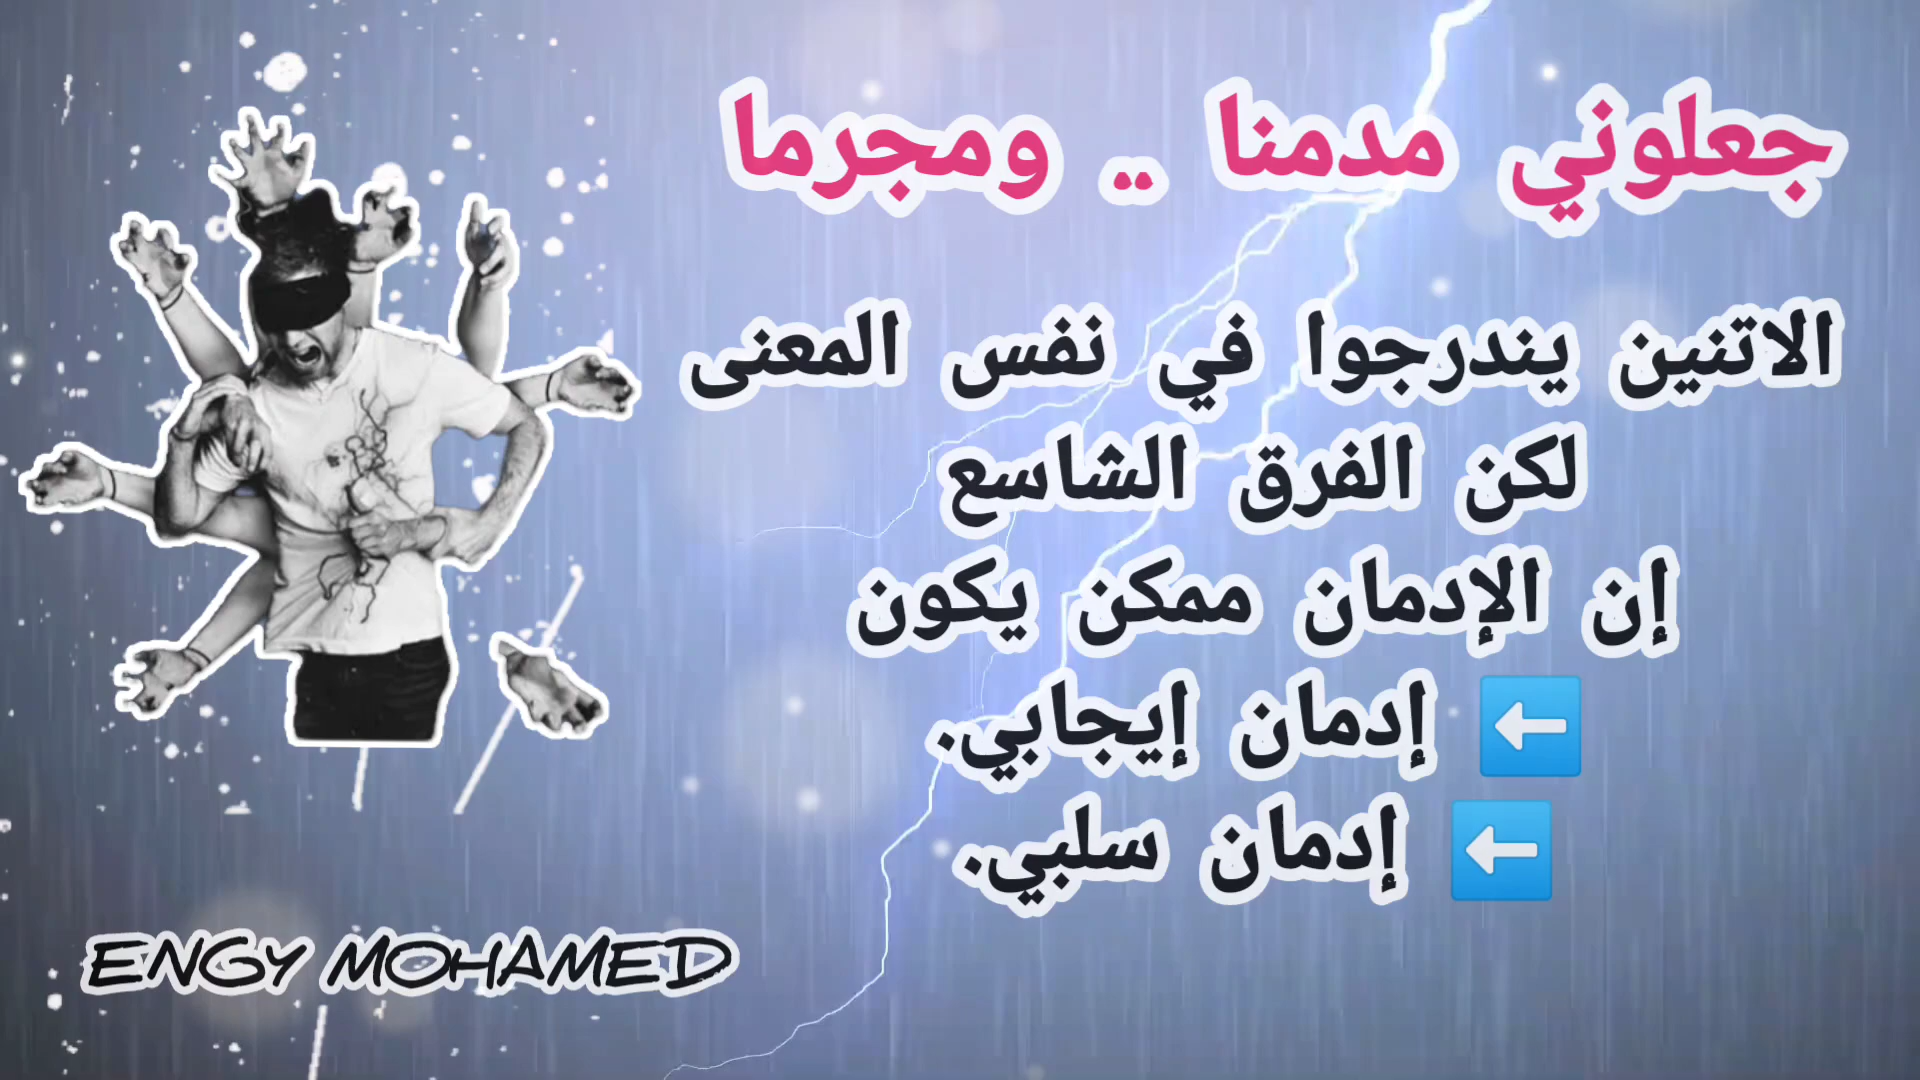 جعلوني مدمنا .. ومجرما
الاتنين يندرجوا في نفس المعنى
لكن الفرق الشاسع
إن الإدمان ممكن يكون
⬅️ إدمان إيجابي.
⬅️ إدمان سلبي.
ENGY MOHAMED